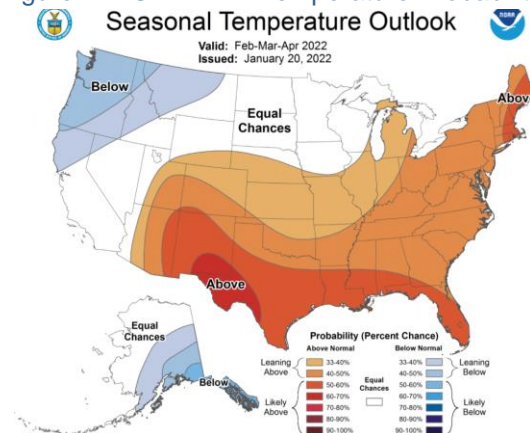 Seasonal Temperature Outlook
Valid: Feb-Mar-Apr 2022
Issued: January 20, 2022
NOAA
Below
Equal
Chances
Above
Above
Equal
Chances
Below
Probability (Percent Chance)
Above Normal
Below Normal
Leaning
Above
33-40%
40-50%
50-60%
60-70%
70-80%
80-90%
90-100%
Likely
Above
Equal
Chances
33-40%
40-50%
50-60%
60-70%
70-80%
80-90%
90-100%
Leaning
Below
Likely
Below